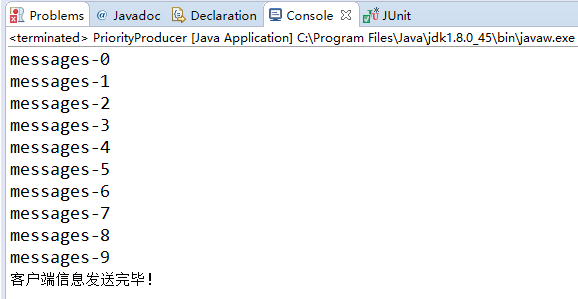 Problems @ Javadoc Declaration Console JUnit
<terminated> PriorityProducer [Java Application] C:\Program Files\Java\jdk1.8.0_45\bin\javaw.exe
messages-0
messages-1
messages-2
messages-3
messages-4
messages-5
messages-6
messages-7
messages-8
messages-9
客户端信息发送完毕!